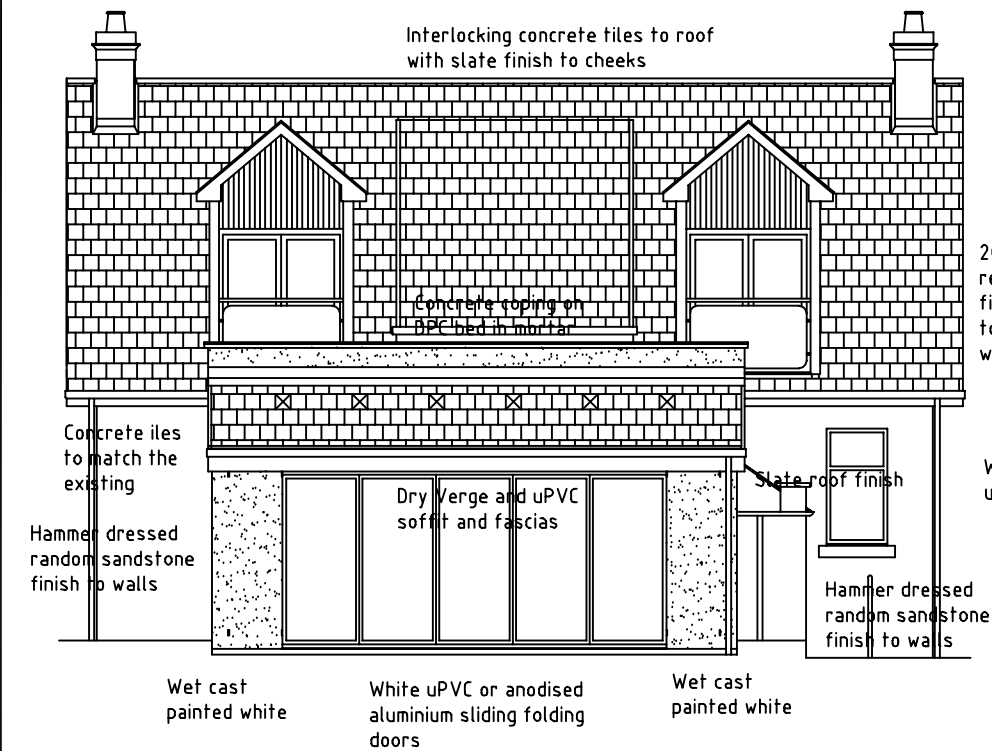 Interlocking concrete tiles to roof
with slate finish to cheeks
Concrete coping on
DPC bed in mortar
Concrete iles
to match the
existing
Slate roof finish
Dry Verge and uPVC
soffit and fascias
Hammer dressed
random sandstone
finish to walls
Hammer dressed
random sandstone
finish to walls
Wet cast
painted white
White uPVC or anodised
aluminium sliding folding
doors
Wet cast
painted white